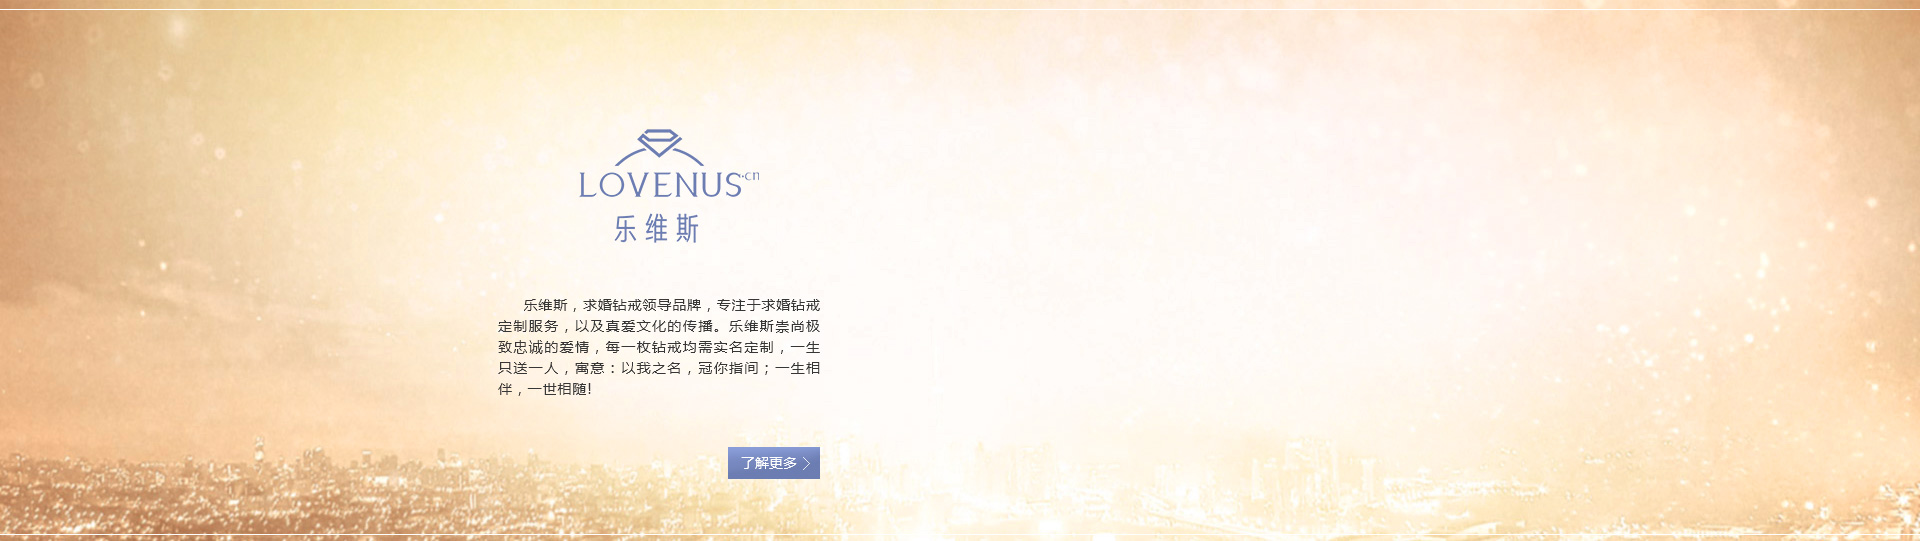 LOVENUS.cn
乐维斯
乐维斯，求婚钻戒领导品牌，专注于求婚钻戒
定制服务，以及真爱文化的传播。乐维斯崇尚极
致忠诚的爱情，每一枚钻戒均需实名定制，一生
只送一人，寓意：以我之名，冠你指间；一生相
伴，一世相随!
了解更多 >